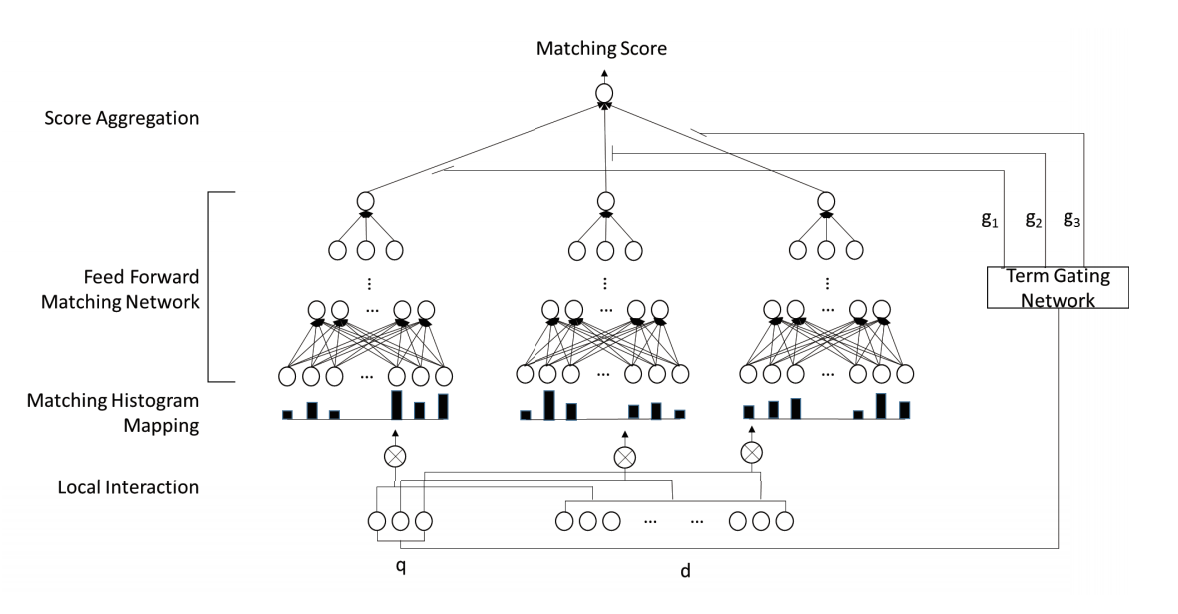 Matching Score
Score Aggregation
g1 g2 g3
Feed Forward
Matching Network
Term Gating
Network
...
... ... ...
... ... ...
Matching Histogram
Mapping
Local Interaction
... ...
q
d